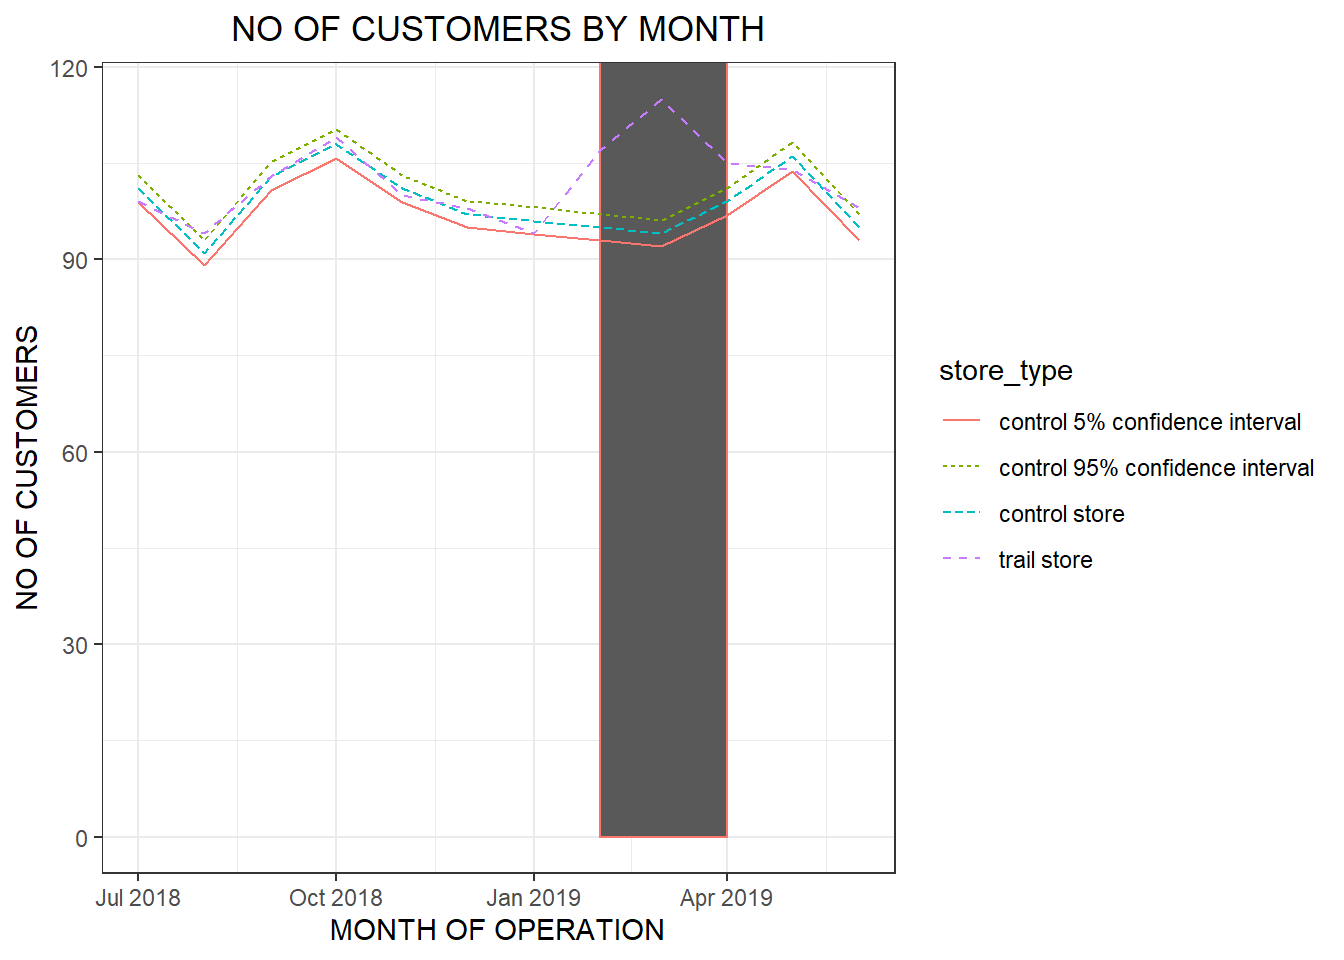 NO OF CUSTOMERS BY MONTH
120
90
60
30
0
NO OF CUSTOMERS
Jul 2018
Oct 2018
Jan 2019
Apr 2019
MONTH OF OPERATION
store_type
control 5% confidence interval
control 95% confidence interval
control store
trail store